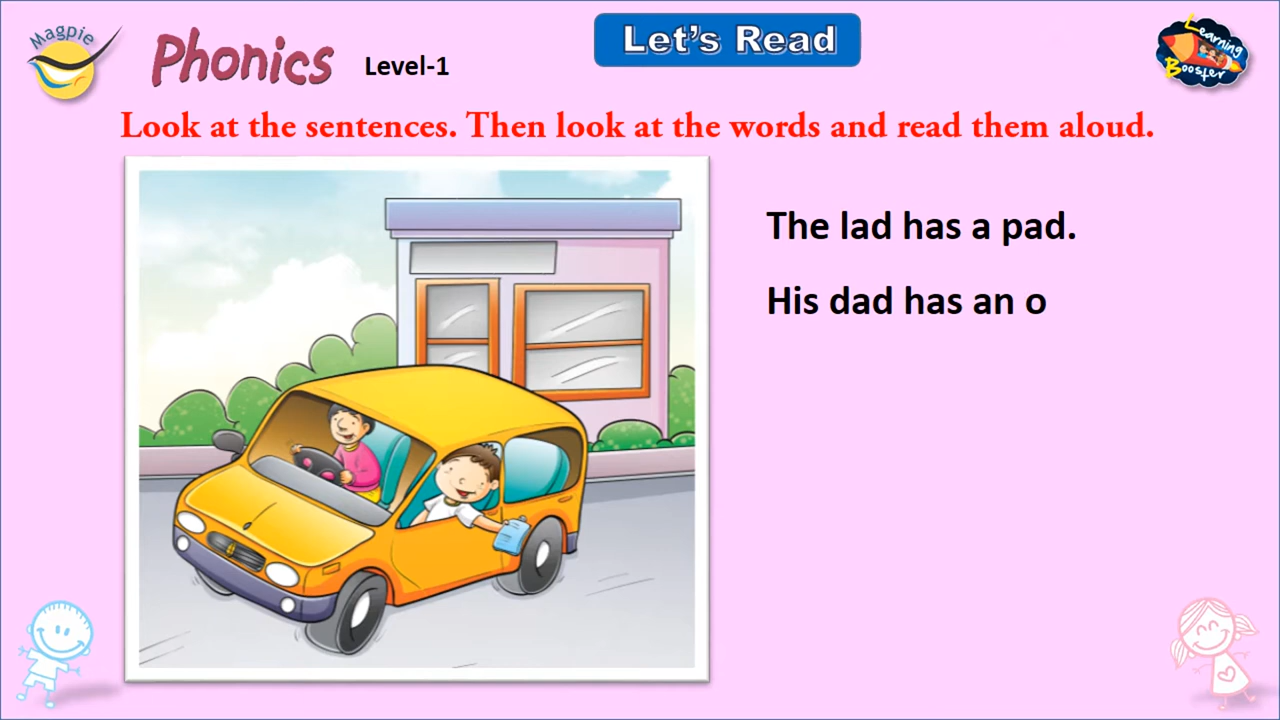 Magpie
Phonics
Level-1
Let's Read
Learning
Booster
Look at the sentences. Then look at the words and read them aloud.
The lad has a pad.
His dad has an o